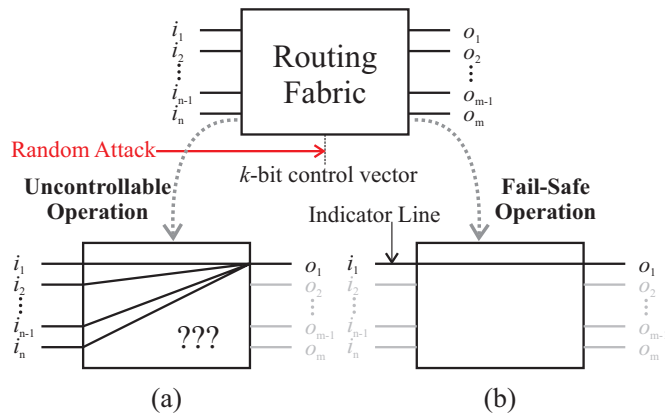 i₁ o₁
i₂ Routing o₂
Fabric
iₙ₋₁ oₘ₋₁
iₙ oₘ
Random Attack
k-bit control vector
Uncontrollable Fail-Safe
Operation Operation
Indicator Line
i₁ o₁ i₁ o₁
i₂ o₂ i₂ o₂
iₙ₋₁ oₘ₋₁ iₙ₋₁ oₘ₋
iₙ ??? oₘ iₙ oₘ
(a) (b)